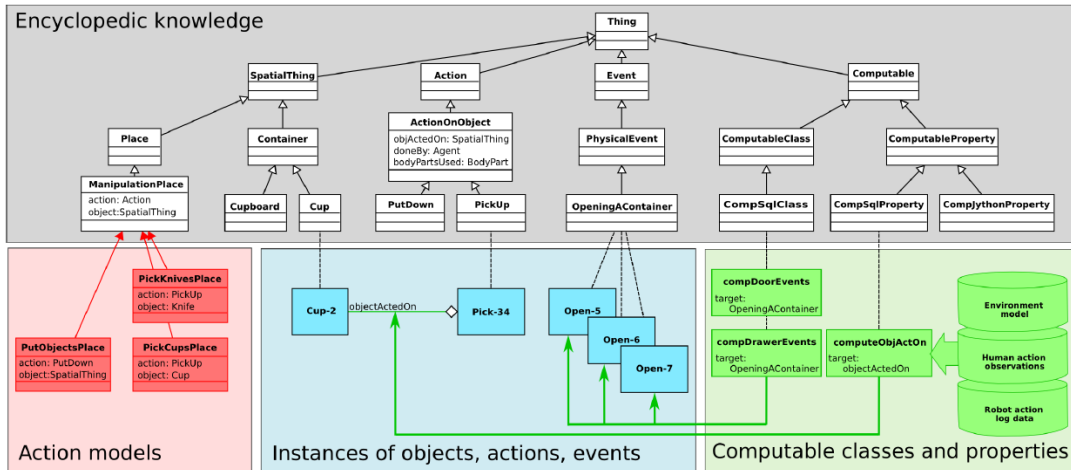 Encyclopedic knowledge
Thing
SpatialThing
Action
Event
Computable
Place
Container
ActionOnObject
objActedOn: SpatialThing
doneBy: Agent
bodyPartsUsed: BodyPart
PhysicalEvent
ComputableClass
ComputableProperty
ManipulationPlace
action: Action
object:SpatialThing
Cupboard
Cup
PutDown
PickUp
OpeningAContainer
CompSqlClass
CompSqlProperty
CompJythonProperty
PickKnivesPlace
action: PickUp
object: Knife
PutObjectsPlace
action: PutDown
object:SpatialThing
PickCupsPlace
action: PickUp
object: Cup
Action models
Cup-2
objectActedOn
Pick-34
Open-5
Open-6
Open-7
Instances of objects, actions, events
compDoorEvents
target:
OpeningAContainer
compDrawerEvents
target:
OpeningAContainer
computeObjActOn
target:
objectActedOn
Environment
model
Human action
observations
Robot action
log data
Computable classes and properties